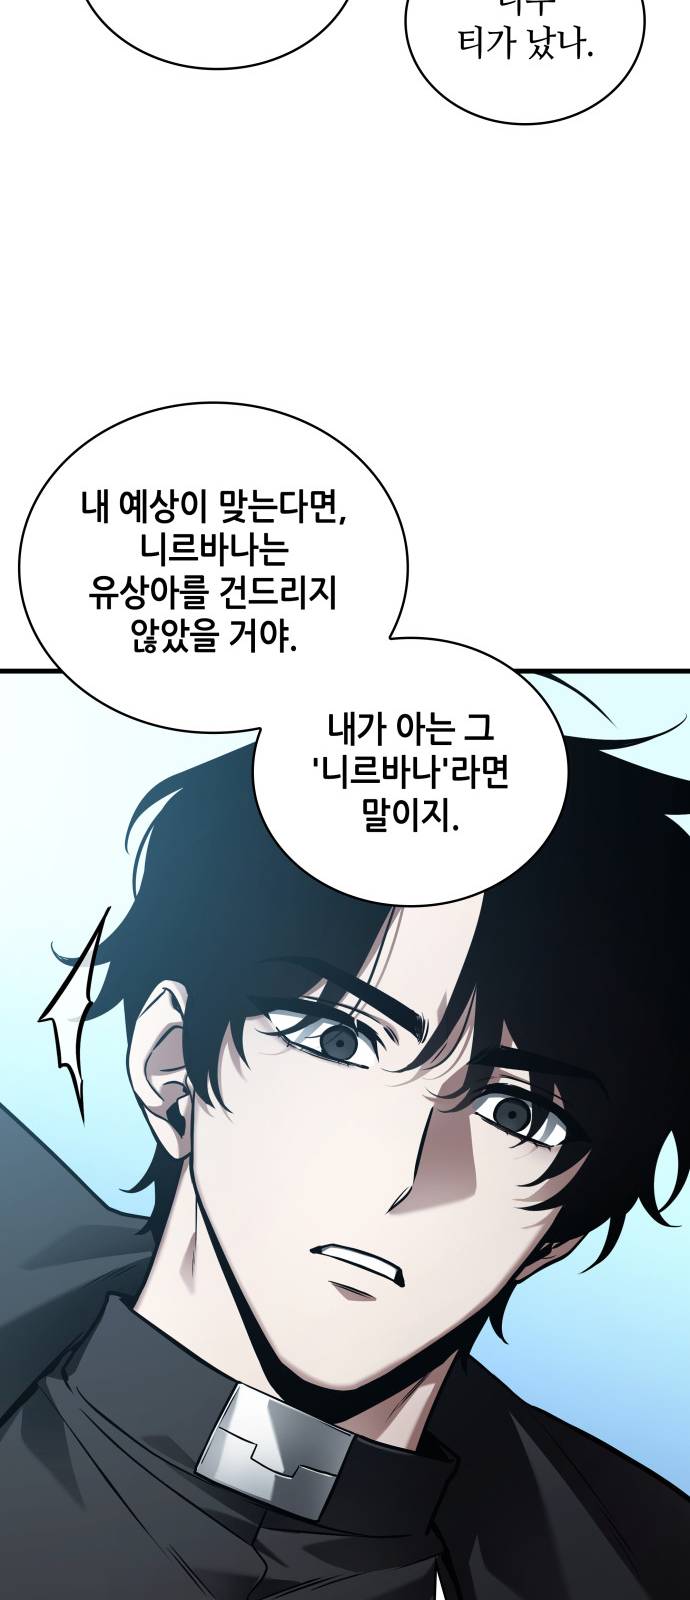 티가 났나.
내 예상이 맞는다면,
니르바나는
유상아를 건드리지
않았을 거야.
내가 아는 그
'니르바나'라면
말이지.